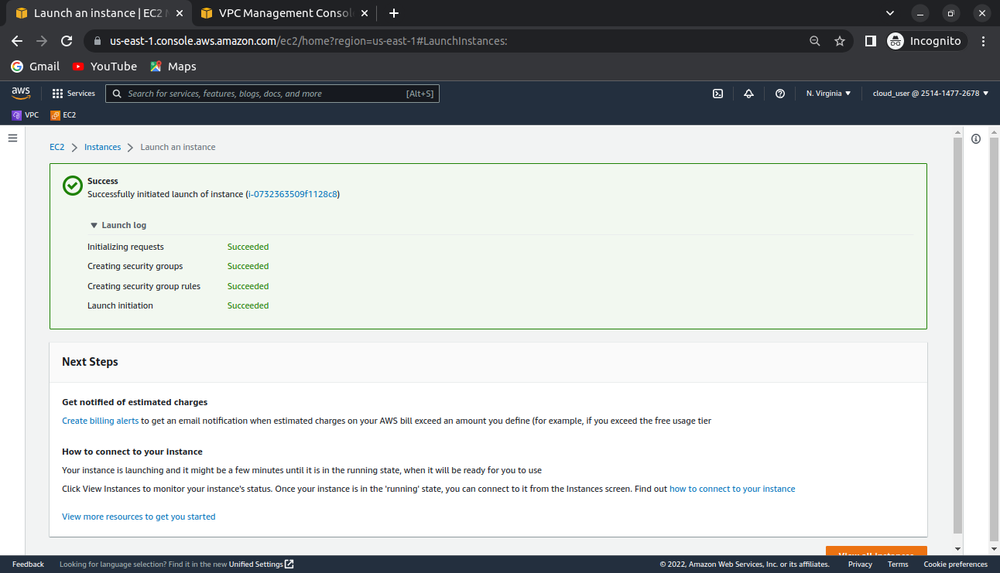 Launch an instance | EC2
VPC Management Consol
us-east-1.console.aws.amazon.com/ec2/home?region=us-east-1#LaunchInstances:
Incognito
Gmail
YouTube
Maps
aws
Services
Search for services, features, blogs, docs, and more
[Alt+S]
N. Virginia
cloud_user @ 2514-1477-2678
VPC
EC2
EC2 > Instances > Launch an instance
Success
Successfully initiated launch of instance (i-0732363509f1128c8)
Launch log
Initializing requests Succeeded
Creating security groups Succeeded
Creating security group rules Succeeded
Launch initiation Succeeded
Next Steps
Get notified of estimated charges
Create billing alerts to get an email notification when estimated charges on your AWS bill exceed an amount you define (for example, if you exceed the free usage tier
How to connect to your instance
Your instance is launching and it might be a few minutes until it is in the running state, when it will be ready for you to use
Click View Instances to monitor your instance's status. Once your instance is in the 'running' state, you can connect to it from the Instances screen. Find out how to connect to your instance
View more resources to get you started
View all Instances
Feedback
Looking for language selection? Find it in the new Unified Settings
© 2022, Amazon Web Services, Inc. or its affiliates.
Privacy
Terms
Cookie preferences